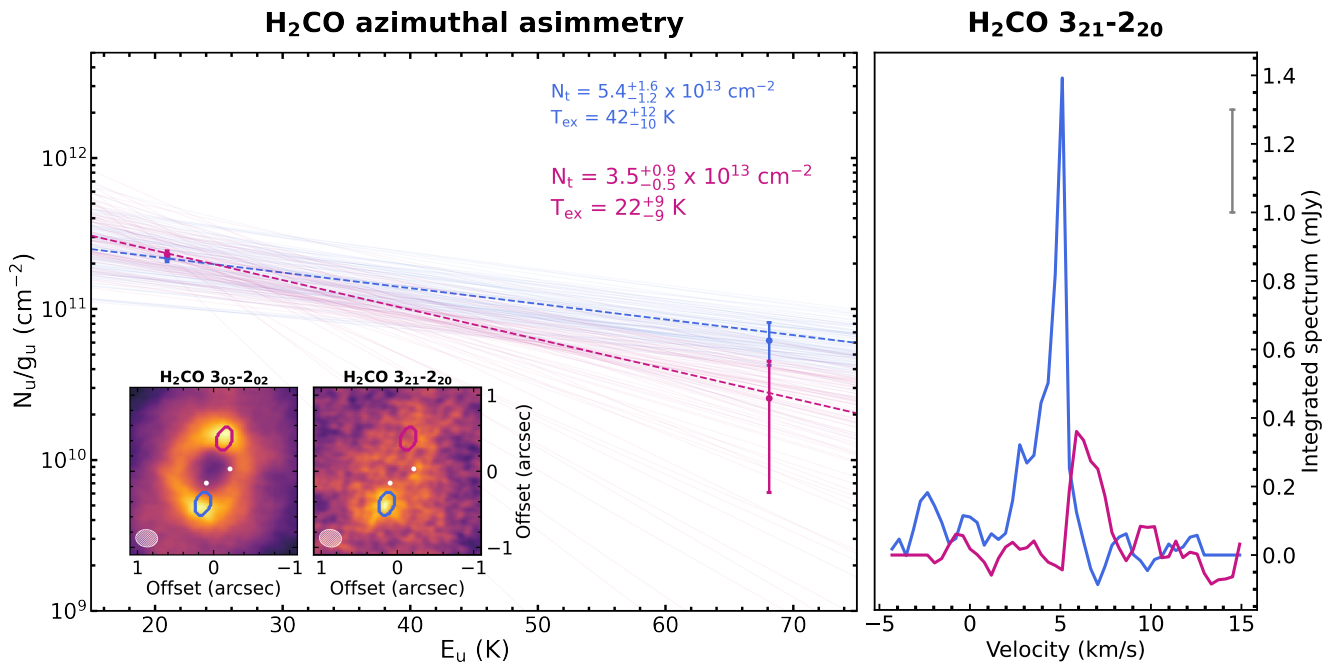 H₂CO azimuthal asimmetry
H₂CO 3₂₁-2₂₀
Nₜ = 5.4⁺¹·⁶₋₁.₂ x 10¹³ cm⁻²
Tₑₓ = 42⁺¹²₋₁₀ K
Nₜ = 3.5⁺⁰·⁹₋₀.₅ x 10¹³ cm⁻²
Tₑₓ = 22⁺⁹₋₉ K
Nᵤ/gᵤ (cm⁻²)
10¹²
10¹¹
10¹⁰
10⁹
H₂CO 3₀₃-2₀₂
H₂CO 3₂₁-2₂₀
1 0 −1
Offset (arcsec)
1 0 −1
Offset (arcsec)
1
0
−1
Offset (arcsec)
20 30 40 50 60 70
Eᵤ (K)
1.4
1.2
1.0
0.8
0.6
0.4
0.2
0.0
Integrated spectrum (mJy)
−5 0 5 10 15
Velocity (km/s)